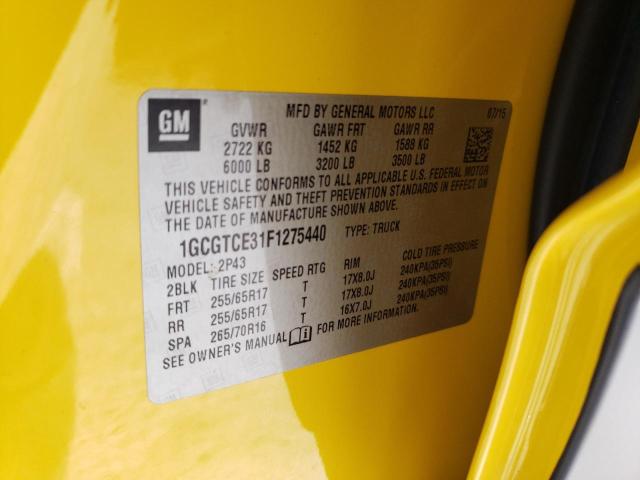 GM
MFD BY GENERAL MOTORS LLC 07/15
GVWR GAWR FRT GAWR RR
2722 KG 1452 KG 1588 KG
6000 LB 3200 LB 3500 LB
THIS VEHICLE CONFORMS TO ALL APPLICABLE U.S. FEDERAL MOTOR
VEHICLE SAFETY AND THEFT PREVENTION STANDARDS IN EFFECT ON
THE DATE OF MANUFACTURE SHOWN ABOVE.
1GCGTCE31F1275440 TYPE: TRUCK
MODEL: 2P43
2BLK TIRE SIZE SPEED RTG RIM COLD TIRE PRESSURE
FRT 255/65R17 T 17X8.0J 240KPA(35PSI)
RR 255/65R17 T 17X8.0J 240KPA(35PSI)
SPA 265/70R16 T 16X7.0J 240KPA(35PSI)
SEE OWNER'S MANUAL FOR MORE INFORMATION.